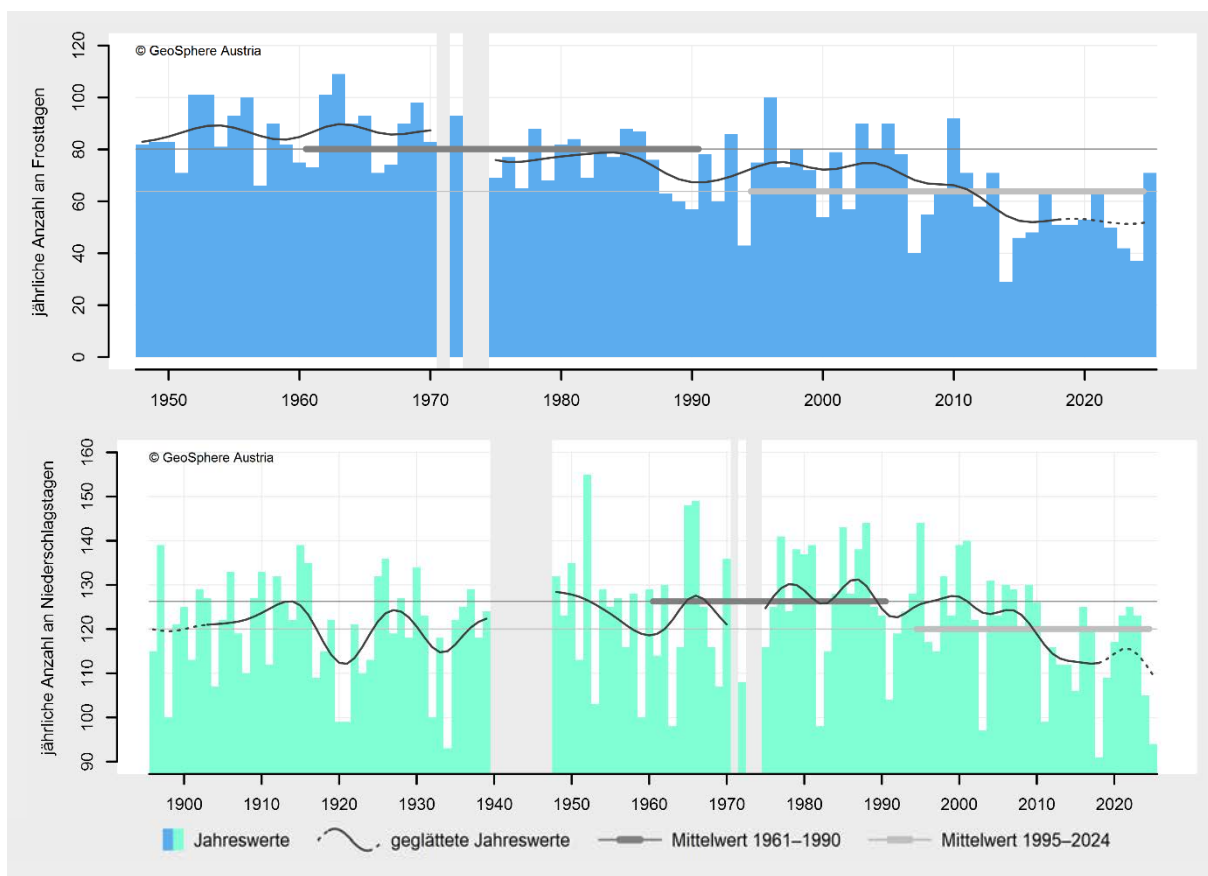 © GeoSphere Austria
jährliche Anzahl an Frosttagen
120
100
80
60
40
20
0
1950 1960 1970 1980 1990 2000 2010 2020
© GeoSphere Austria
jährliche Anzahl an Niederschlagstagen
160
150
140
130
120
110
100
90
1900 1910 1920 1930 1940 1950 1960 1970 1980 1990 2000 2010 2020
Jahreswerte geglättete Jahreswerte Mittelwert 1961–1990 Mittelwert 1995–2024